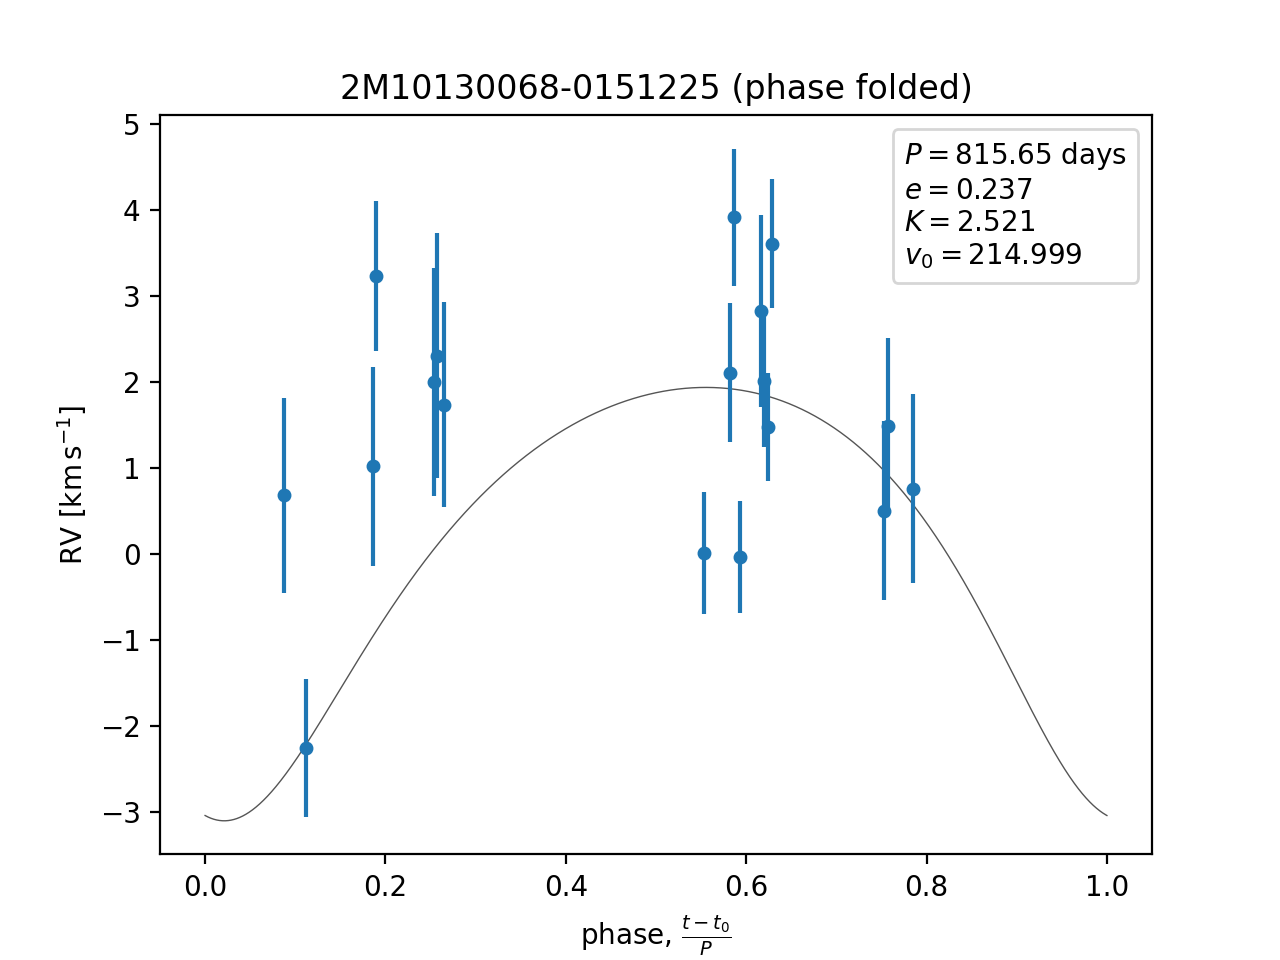 2M10130068-0151225 (phase folded)
P = 815.65 days
e = 0.237
K = 2.521
v₀ = 214.999
5
4
3
2
1
0
−1
−2
−3
RV [km s⁻¹]
0.0 0.2 0.4 0.6 0.8 1.0
phase, (t − t₀)/P